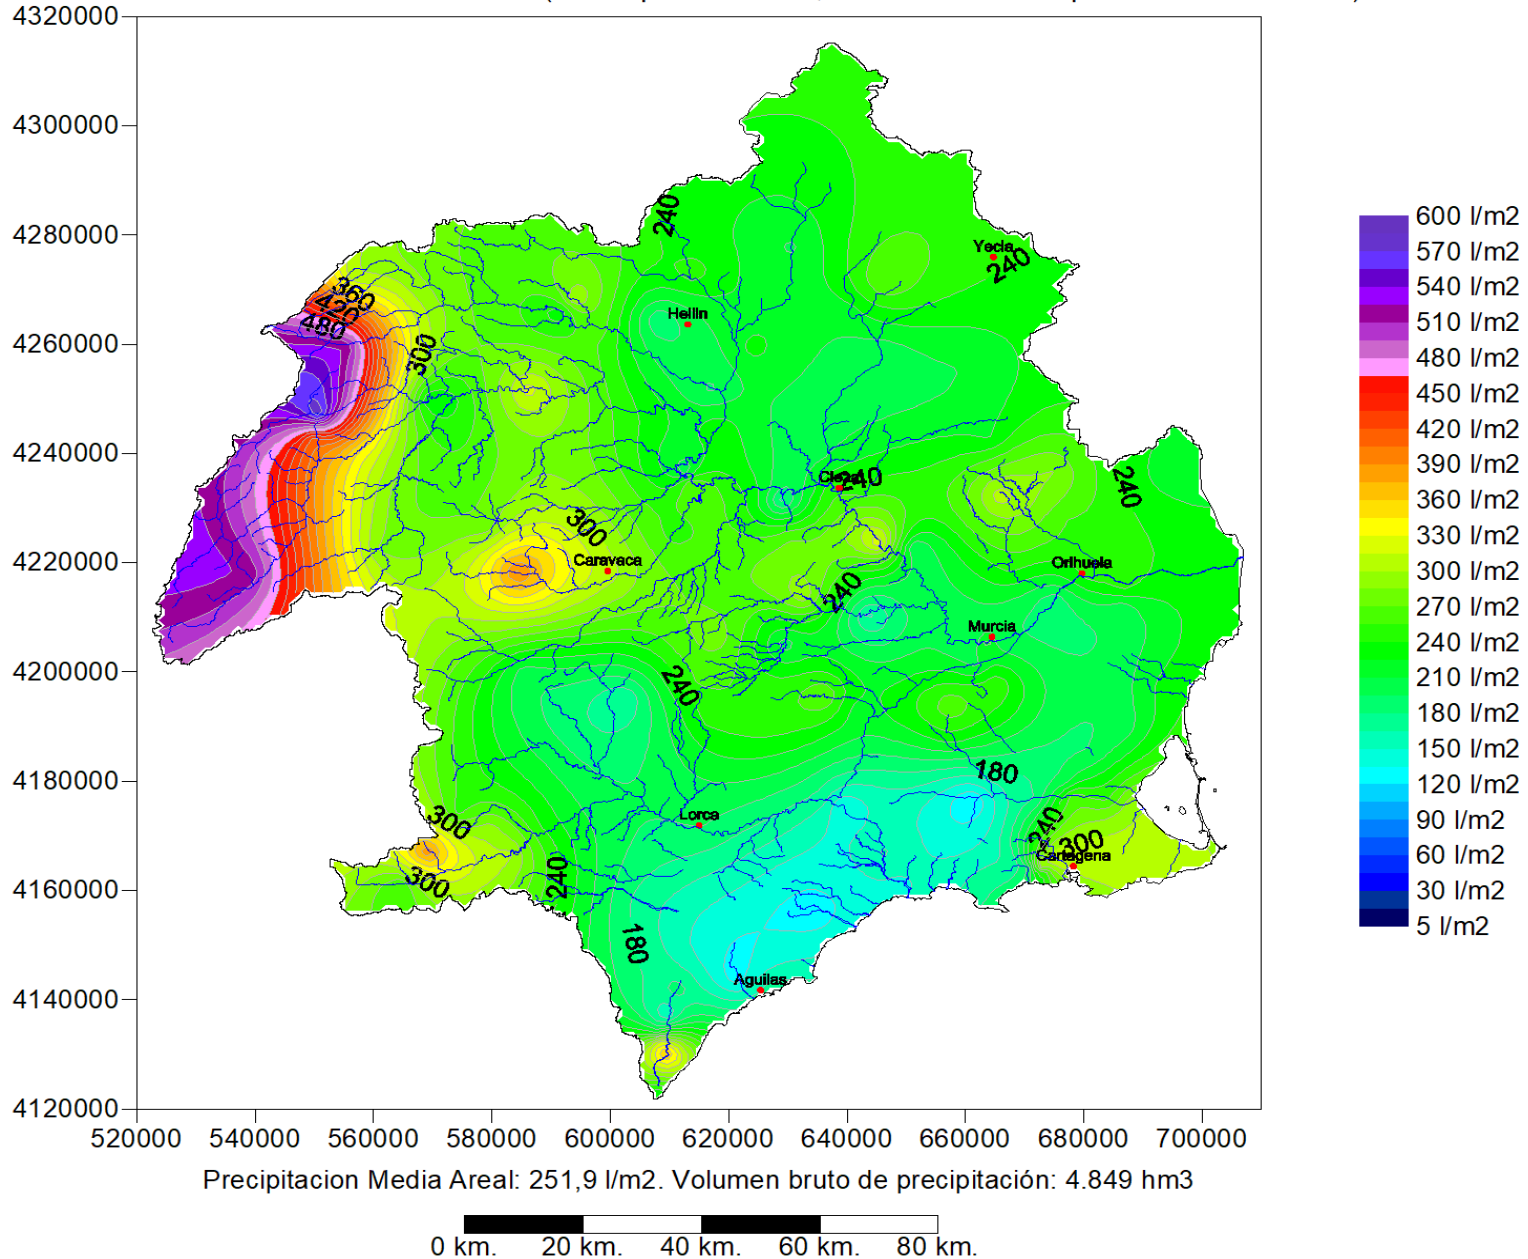 4320000
4300000
4280000
4260000
4240000
4220000
4200000
4180000
4160000
4140000
4120000
520000 540000 560000 580000 600000 620000 640000 660000 680000 700000
240
Yecla
240
360
420
480
Hellin
300
240
240
300
Caravaca
Orihuela
240
Murcia
240
180
300
Lorca
240
300
Cartagena
300
240
180
Aguilas
600 l/m2
570 l/m2
540 l/m2
510 l/m2
480 l/m2
450 l/m2
420 l/m2
390 l/m2
360 l/m2
330 l/m2
300 l/m2
270 l/m2
240 l/m2
210 l/m2
180 l/m2
150 l/m2
120 l/m2
90 l/m2
60 l/m2
30 l/m2
5 l/m2
Precipitacion Media Areal: 251,9 l/m2. Volumen bruto de precipitación: 4.849 hm3
0 km. 20 km. 40 km. 60 km. 80 km.